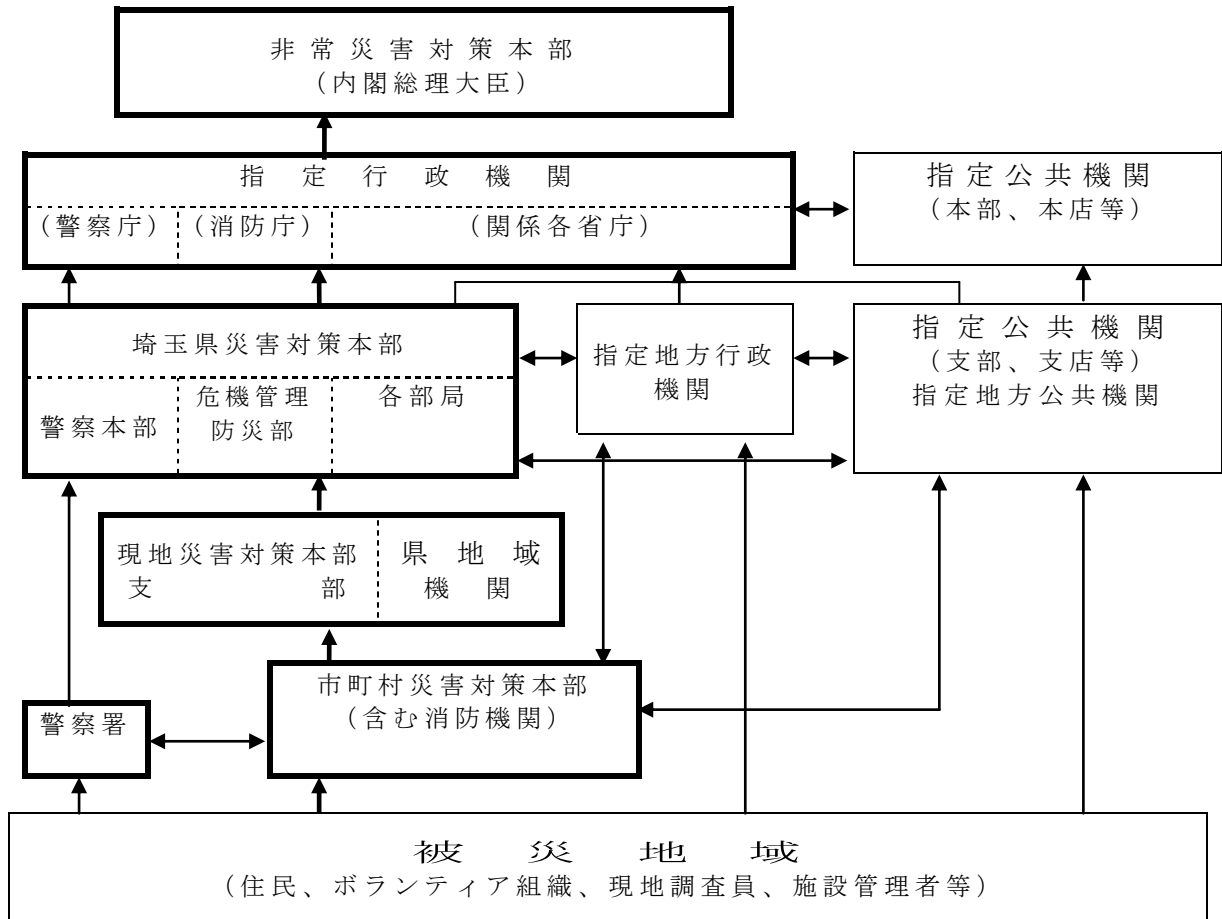 非常災害対策本部
（内閣総理大臣）
指定行政機関
（警察庁）
（消防庁）
（関係各省庁）
指定公共機関
（本部、本店等）
埼玉県災害対策本部
警察本部
危機管理
防災部
各部局
指定地方行政
機関
指定公共機関
（支部、支店等）
指定地方公共機関
現地災害対策本部
支部
県地域
機関
市町村災害対策本部
（含む消防機関）
警察署
被災地域
（住民、ボランティア組織、現地調査員、施設管理者等）